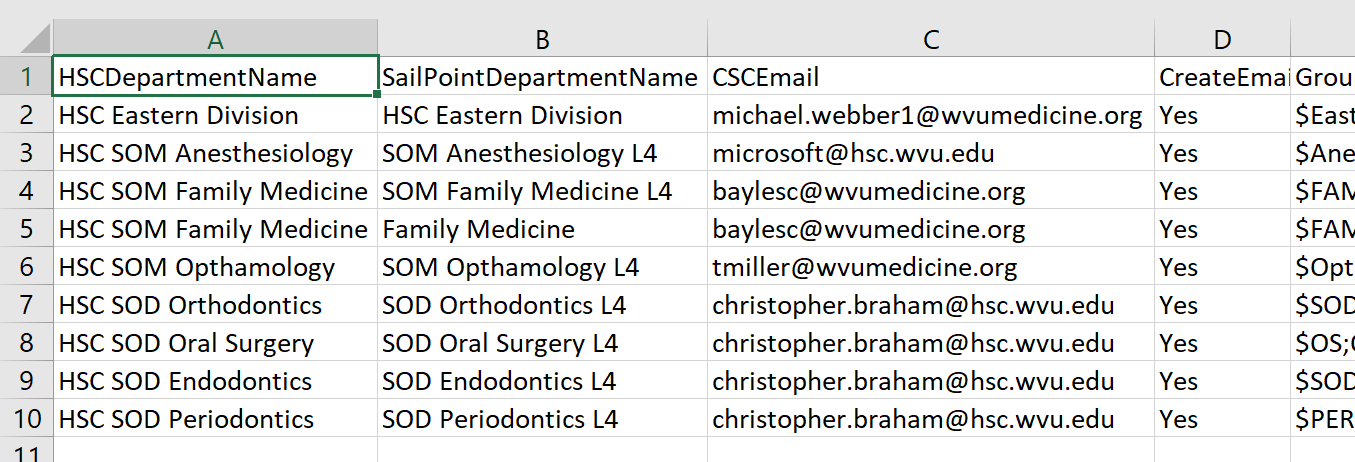 A B C D
1 HSCDepartmentName SailPointDepartmentName CSCEmail CreateEmai Grou
2 HSC Eastern Division HSC Eastern Division michael.webber1@wvumedicine.org Yes $East
3 HSC SOM Anesthesiology SOM Anesthesiology L4 microsoft@hsc.wvu.edu Yes $Ane
4 HSC SOM Family Medicine SOM Family Medicine L4 baylesc@wvumedicine.org Yes $FAM
5 HSC SOM Family Medicine Family Medicine baylesc@wvumedicine.org Yes $FAM
6 HSC SOM Opthamology SOM Opthamology L4 tmiller@wvumedicine.org Yes $Opt
7 HSC SOD Orthodontics SOD Orthodontics L4 christopher.braham@hsc.wvu.edu Yes $SOD
8 HSC SOD Oral Surgery SOD Oral Surgery L4 christopher.braham@hsc.wvu.edu Yes $OS;
9 HSC SOD Endodontics SOD Endodontics L4 christopher.braham@hsc.wvu.edu Yes $SOD
10 HSC SOD Periodontics SOD Periodontics L4 christopher.braham@hsc.wvu.edu Yes $PER
11